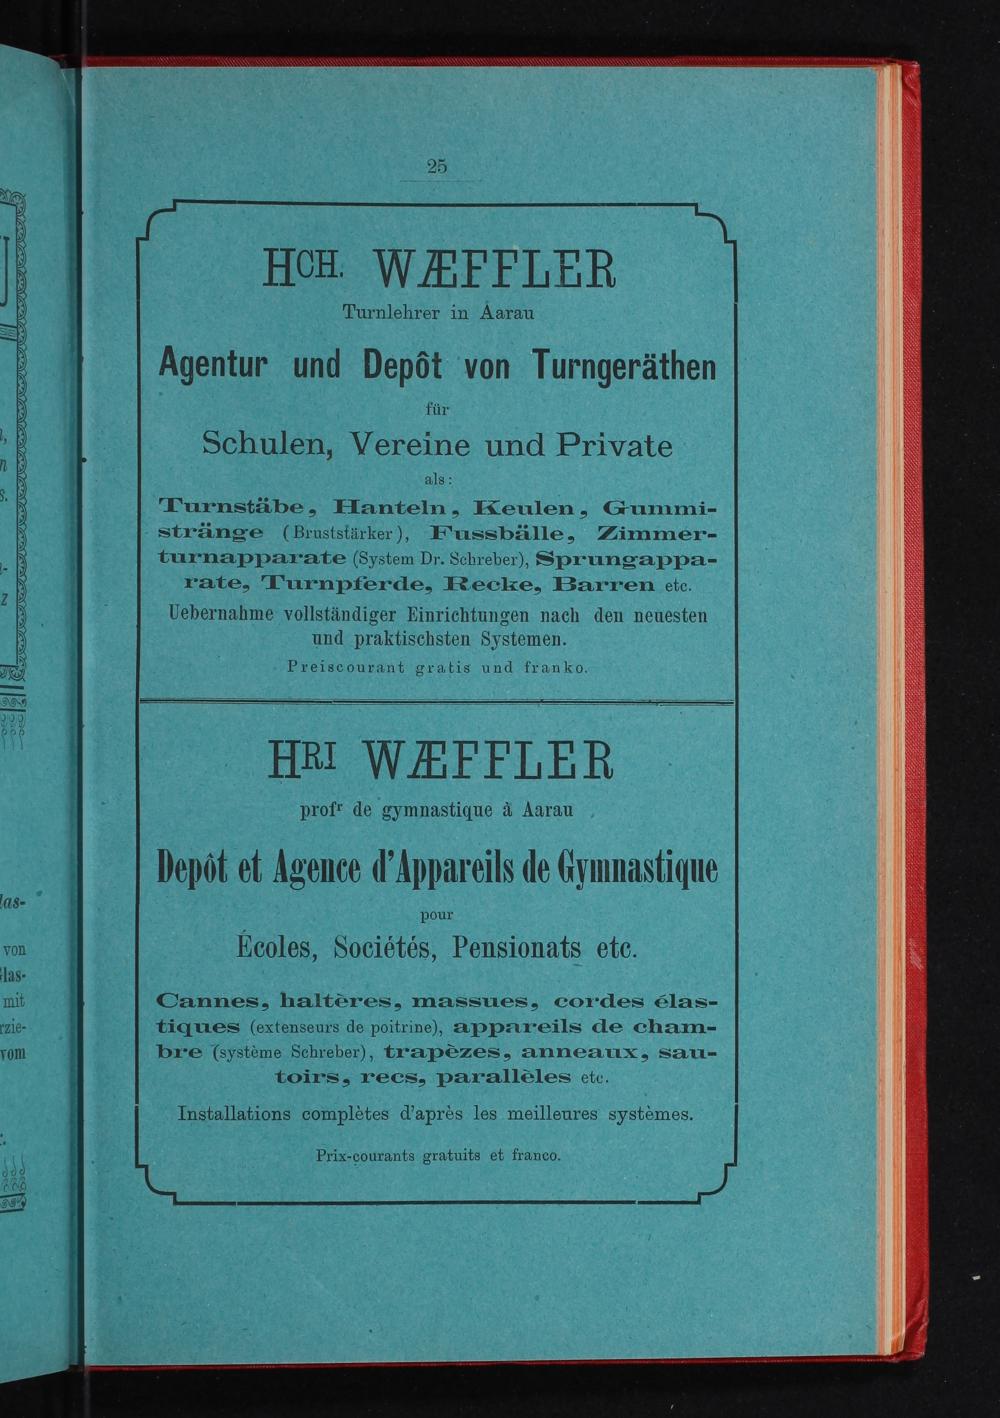 25
HCH. WÆFFLER
Turnlehrer in Aarau
Agentur und Depôt von Turngeräthen
für
Schulen, Vereine und Private
als:
Turnstäbe, Hanteln, Keulen, Gummi-
stränge (Bruststärker), Fussbälle, Zimmer-
turnapparate (System Dr. Schreber), Sprungappa-
rate, Turnpferde, Recke, Barren etc.
Uebernahme vollständiger Einrichtungen nach den neuesten
und praktischsten Systemen.
Preiscourant gratis und franko.
HRI WÆFFLER
profr de gymnastique à Aarau
Depôt et Agence d'Appareils de Gymnastique
pour
Écoles, Sociétés, Pensionats etc.
Cannes, haltères, massues, cordes élas-
tiques (extenseurs de poitrine), appareils de cham-
bre (système Schreber), trapèzes, anneaux, sau-
toirs, recs, parallèles etc.
Installations complètes d'après les meilleures systèmes.
Prix-courants gratuits et franco.
las-
von
mit
vom